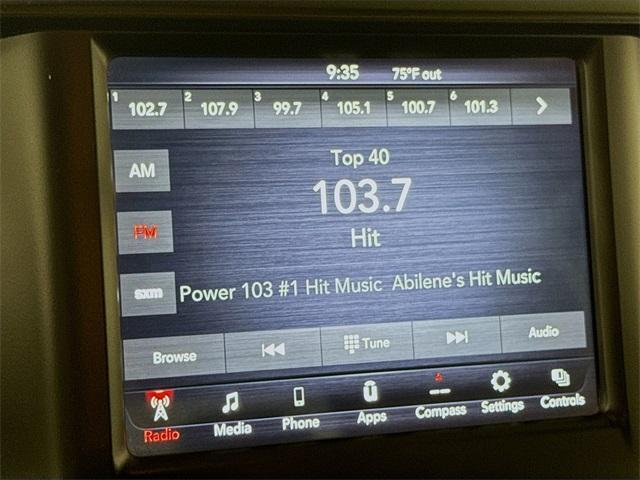 9:35 75°F out
1 102.7 2 107.9 3 99.7 4 105.1 5 100.7 6 101.3
AM
Top 40
103.7
FM
Hit
sxm
Power 103 #1 Hit Music Abilene's Hit Music
Browse Tune Audio
Radio Media Phone Apps Compass Settings Controls